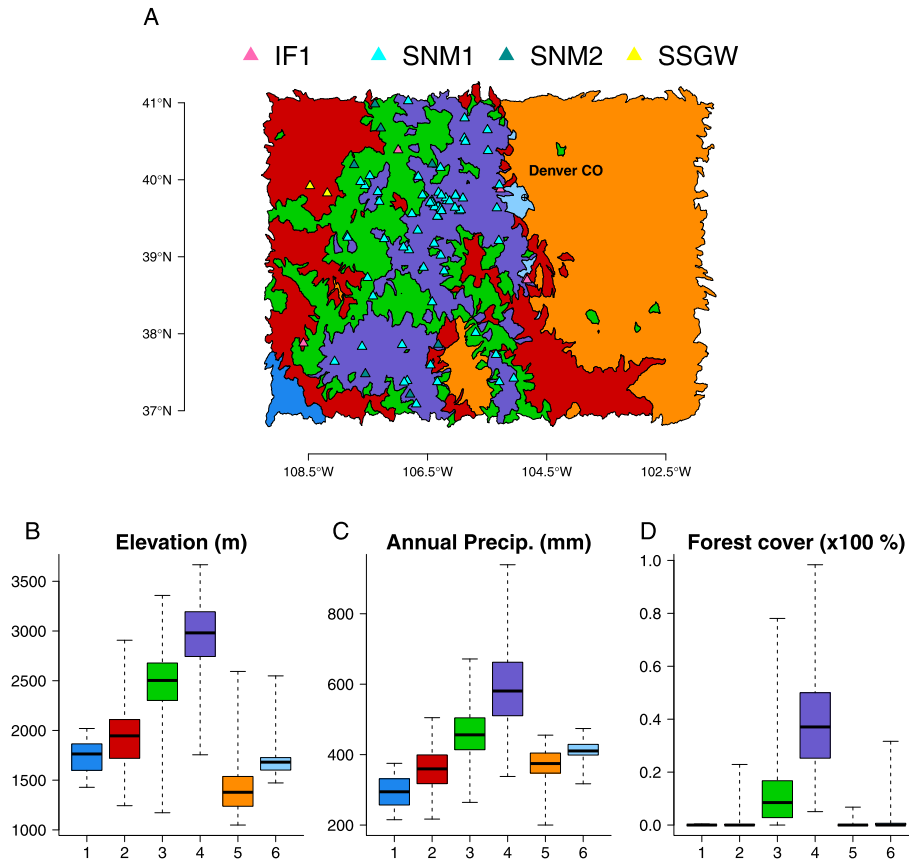 A
IF1 SNM1 SNM2 SSGW
41°N
40°N
39°N
38°N
37°N
Denver CO
108.5°W 106.5°W 104.5°W 102.5°W
B
Elevation (m)
3500
3000
2500
2000
1500
1000
1 2 3 4 5 6
C
Annual Precip. (mm)
800
600
400
200
1 2 3 4 5 6
D
Forest cover (x100 %)
1.0
0.8
0.6
0.4
0.2
0.0
1 2 3 4 5 6